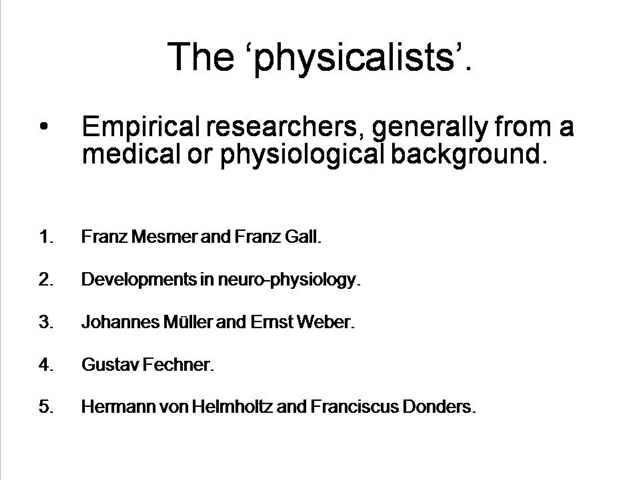 The ‘physicalists’.
• Empirical researchers, generally from a
medical or physiological background.
1. Franz Mesmer and Franz Gall.
2. Developments in neuro-physiology.
3. Johannes Müller and Ernst Weber.
4. Gustav Fechner.
5. Hermann von Helmholtz and Franciscus Donders.